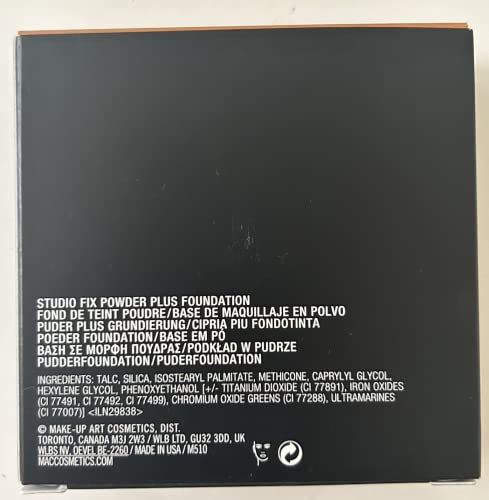 STUDIO FIX POWDER PLUS FOUNDATION
FOND DE TEINT POUDRE/BASE DE MAQUILLAJE EN POLVO
PUDER PLUS GRUNDIERUNG/CIPRIA PIU FONDOTINTA
POEDER FOUNDATION/BASE EM PÓ
ΒΑΣΗ ΣΕ ΜΟΡΦΗ ΠΟΥΔΡΑΣ/PODKŁAD W PUDRZE
PUDDERFOUNDATION/PUDERFOUNDATION
INGREDIENTS: TALC, SILICA, ISOSTEARYL PALMITATE, METHICONE, CAPRYLYL GLYCOL,
HEXYLENE GLYCOL, PHENOXYETHANOL [+/- TITANIUM DIOXIDE (CI 77891), IRON OXIDES
(CI 77491, CI 77492, CI 77499), CHROMIUM OXIDE GREENS (CI 77288), ULTRAMARINES
(CI 77007)] <ILN29838>
© MAKE-UP ART COSMETICS, DIST.
TORONTO, CANADA M3J 2W3 / WLB LTD, GU32 3DD, UK
WLBS NV, OEVEL BE-2260 / MADE IN USA / M510
MACCOSMETICS.COM